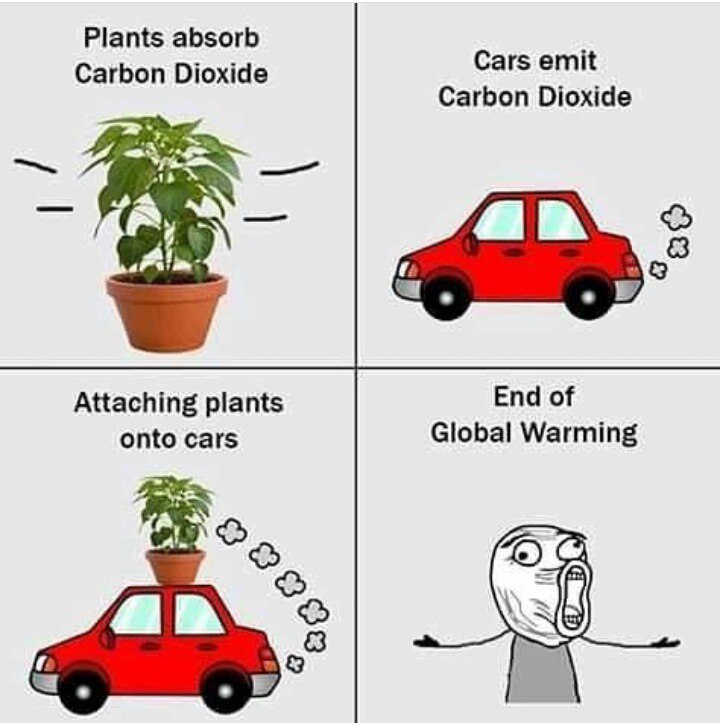 Plants absorb
Carbon Dioxide
Cars emit
Carbon Dioxide
Attaching plants
onto cars
End of
Global Warming